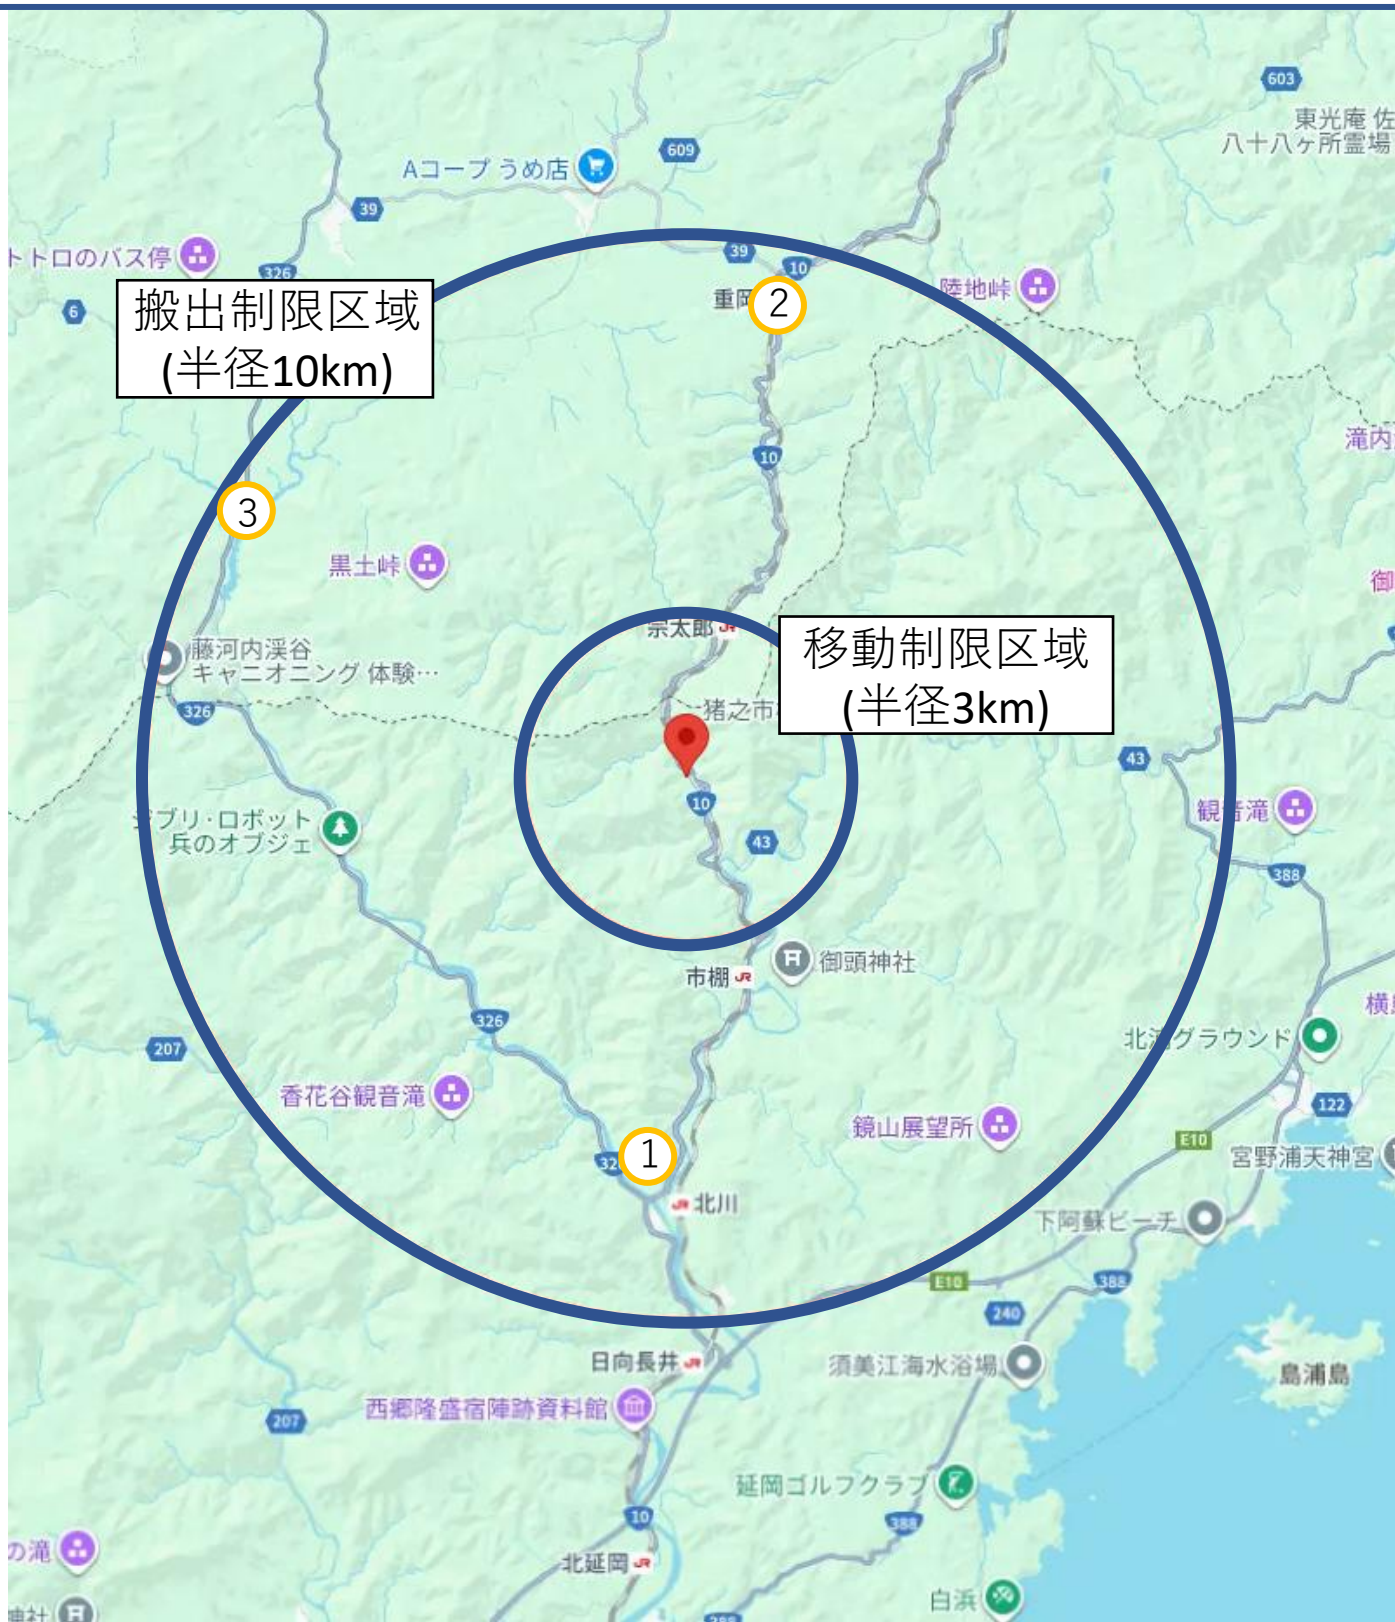 603
東光庵 佐
八十八ヶ所霊場
609
Aコープ うめ店
39
トトロのバス停
326
39
10
6
搬出制限区域
(半径10km)
重岡
2
陸地峠
10
滝内
3
黒土峠
御
宗太郎
移動制限区域
(半径3km)
藤河内渓谷
キャニオニング 体験…
326
猪之市
43
10
ジブリ・ロボット
兵のオブジェ
43
観音滝
388
御頭神社
市棚
横
326
207
北浦グラウンド
香花谷観音滝
122
鏡山展望所
E10
1
宮野浦天神宮
北川
下阿蘇ビーチ
E10
388
240
日向長井
須美江海水浴場
島浦島
西郷隆盛宿陣跡資料館
207
延岡ゴルフクラブ
10
388
の滝
北延岡
白浜
神社
388